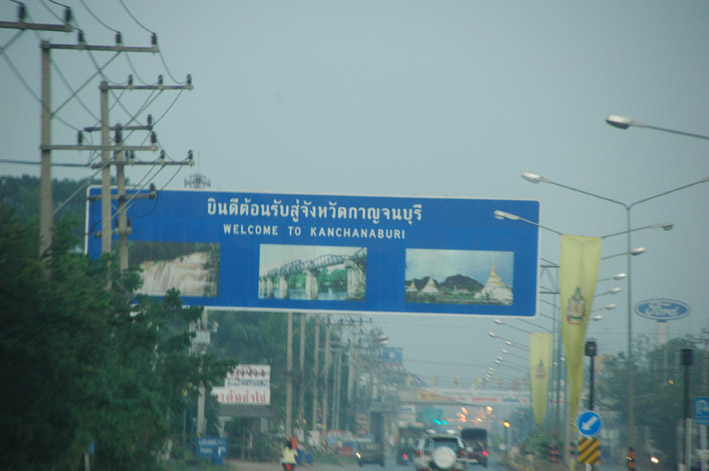 ยินดีต้อนรับสู่จังหวัดกาญจนบุรี
WELCOME TO KANCHANABURI
Ford